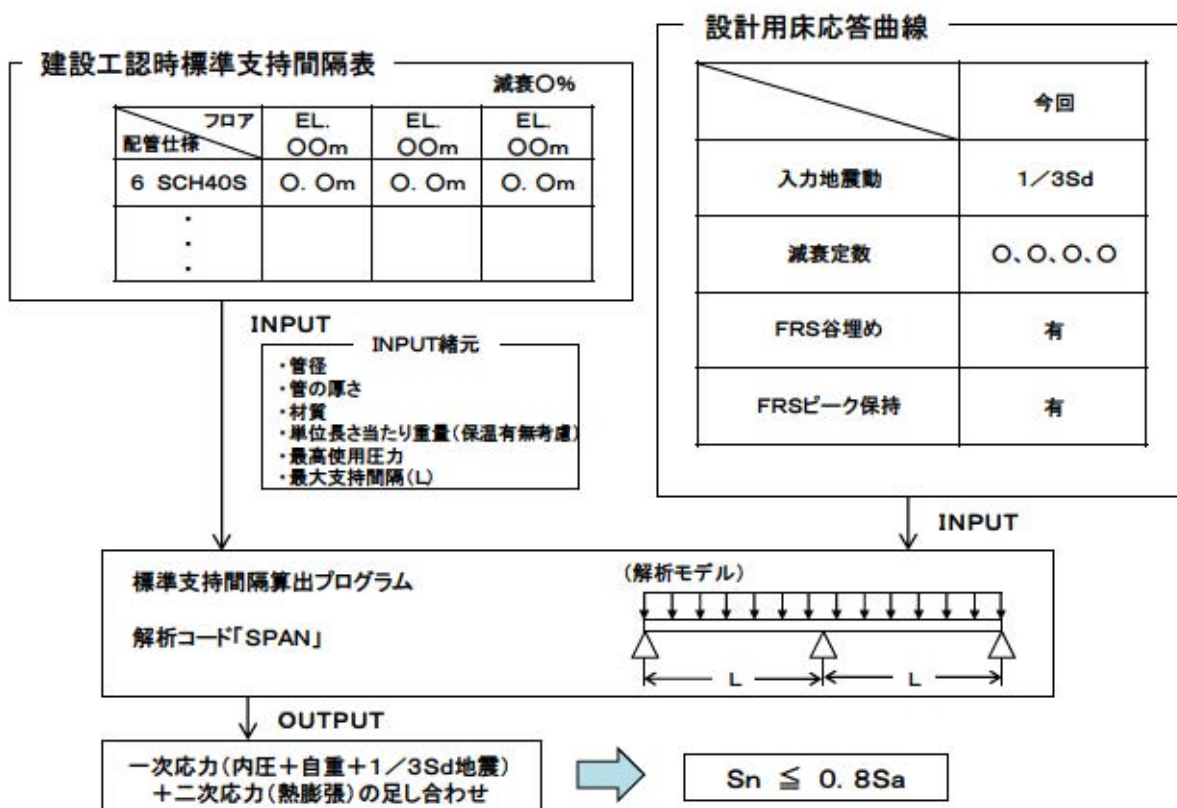 建設工認時標準支持間隔表
減衰〇%
フロア
配管仕様
EL.
〇〇m
EL.
〇〇m
EL.
〇〇m
6 SCH40S
〇.〇m
〇.〇m
〇.〇m
・
・
・
設計用床応答曲線
今回
入力地震動
1/3Sd
減衰定数
〇、〇、〇、〇
FRS谷埋め
有
FRSピーク保持
有
INPUT
INPUT緒元
・管径
・管の厚さ
・材質
・単位長さ当たり重量(保温有無考慮)
・最高使用圧力
・最大支持間隔(L)
INPUT
標準支持間隔算出プログラム
解析コード「SPAN」
(解析モデル)
L
L
OUTPUT
一次応力(内圧+自重+1/3Sd地震)
+二次応力(熱膨張)の足し合わせ
Sn ≦ 0.8Sa